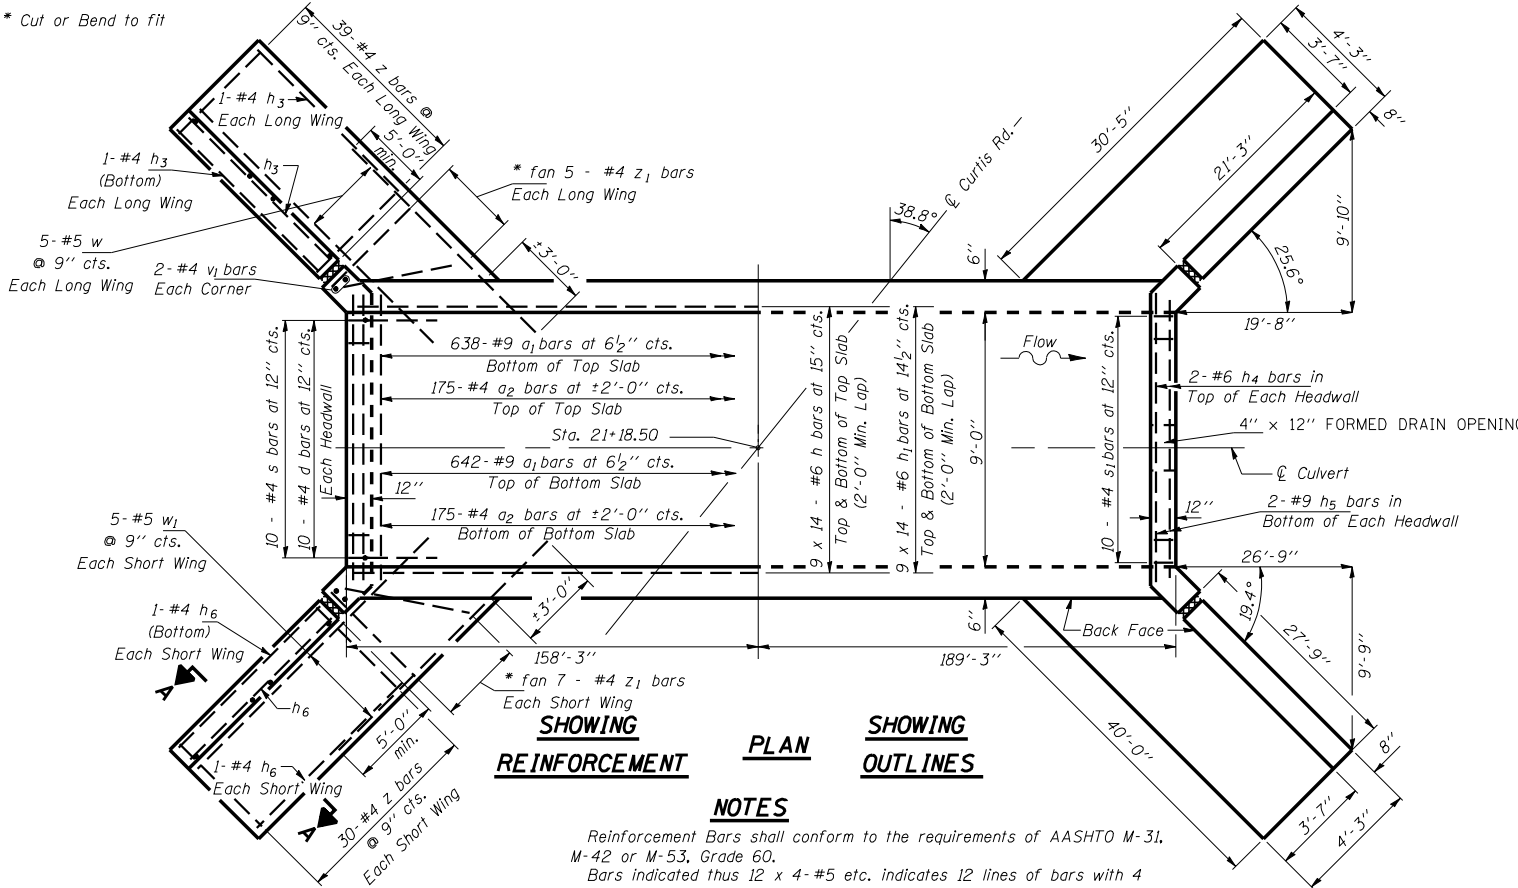 * Cut or Bend to fit
39-#4 z bars @
9" cts. Each Long Wing
1-#4 h3
Each Long Wing
5'-0"
min.
1-#4 h3
(Bottom)
Each Long Wing
h3
* fan 5 - #4 z1 bars
Each Long Wing
5-#5 w
@ 9" cts.
Each Long Wing
2-#4 v1 bars
Each Corner
±3'-0"
38.8°
℄ Curtis Rd.
6"
30'-5"
21'-3"
4'-3"
3'-7"
8"
9'-10"
25.6°
19'-8"
10 - #4 s bars at 12" cts.
10 - #4 d bars at 12" cts.
Each Headwall
638-#9 a1 bars at 6½" cts.
Bottom of Top Slab
175-#4 a2 bars at ±2'-0" cts.
Top of Top Slab
Sta. 21+18.50
642-#9 a1 bars at 6½" cts.
Top of Bottom Slab
12"
175-#4 a2 bars at ±2'-0" cts.
Bottom of Bottom Slab
9 x 14 - #6 h bars at 15" cts.
Top & Bottom of Top Slab
(2'-0" Min. Lap)
9 x 14 - #6 h1 bars at 14½" cts.
Top & Bottom of Bottom Slab
(2'-0" Min. Lap)
9'-0"
Flow
10 - #4 s1 bars at 12" cts.
2-#6 h4 bars in
Top of Each Headwall
4" x 12" FORMED DRAIN OPENING
℄ Culvert
2-#9 h5 bars in
Bottom of Each Headwall
12"
5-#5 w1
@ 9" cts.
Each Short Wing
1-#4 h6
(Bottom)
Each Short Wing
A
h6
1-#4 h6
Each Short Wing
A
30-#4 z bars
@ 9" cts.
Each Short Wing
5'-0"
min.
±3'-0"
158'-3"
* fan 7 - #4 z1 bars
Each Short Wing
6"
189'-3"
Back Face
26'-9"
19.4°
27'-9"
9'-9"
8"
40'-0"
3'-7"
4'-3"
SHOWING
REINFORCEMENT
PLAN
SHOWING
OUTLINES
NOTES
Reinforcement Bars shall conform to the requirements of AASHTO M-31,
M-42 or M-53, Grade 60.
Bars indicated thus 12 x 4-#5 etc. indicates 12 lines of bars with 4